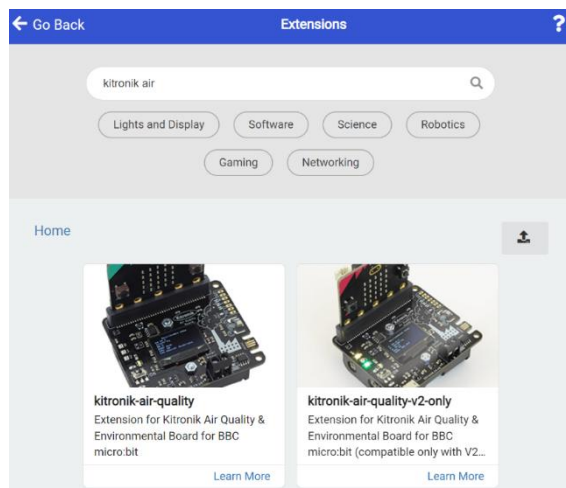 Go Back
Extensions
?
kitronik air
Lights and Display
Software
Science
Robotics
Gaming
Networking
Home
kitronik-air-quality
Extension for Kitronik Air Quality &
Environmental Board for BBC
micro:bit
Learn More
kitronik-air-quality-v2-only
Extension for Kitronik Air Quality &
Environmental Board for BBC
micro:bit (compatible only with V2...
Learn More